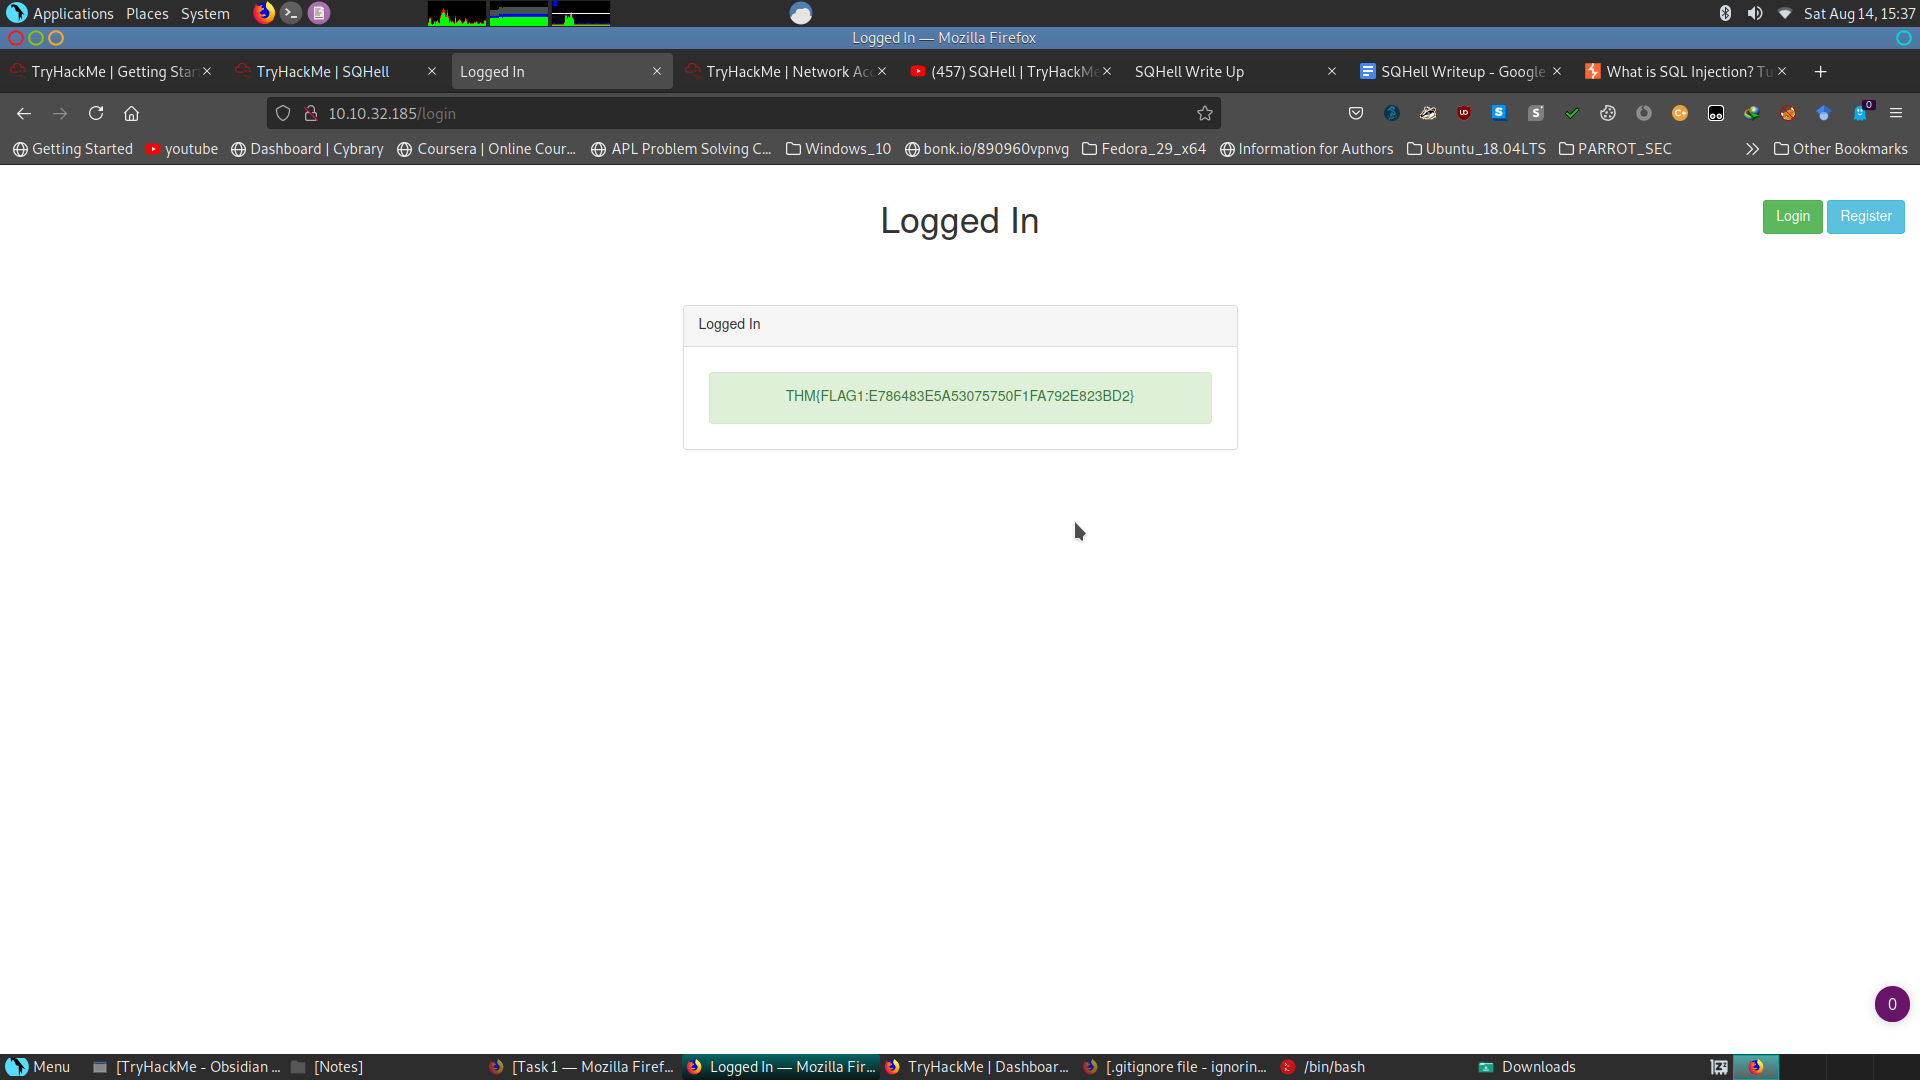 Applications Places System
Sat Aug 14, 15:37
Logged In — Mozilla Firefox
TryHackMe | Getting Star
TryHackMe | SQHell
Logged In
TryHackMe | Network Acc
(457) SQHell | TryHackMe
SQHell Write Up
SQHell Writeup - Google
What is SQL Injection? Tu
10.10.32.185/login
0
Getting Started youtube Dashboard | Cybrary Coursera | Online Cour... APL Problem Solving C... Windows_10 bonk.io/890960vpnvg Fedora_29_x64 Information for Authors Ubuntu_18.04LTS PARROT_SEC Other Bookmarks
Logged In
Login Register
Logged In
THM{FLAG1:E786483E5A53075750F1FA792E823BD2}
0
Menu [TryHackMe - Obsidian ... [Notes] [Task 1 — Mozilla Firef... Logged In — Mozilla Fir... TryHackMe | Dashboar... [.gitignore file - ignorin... /bin/bash Downloads